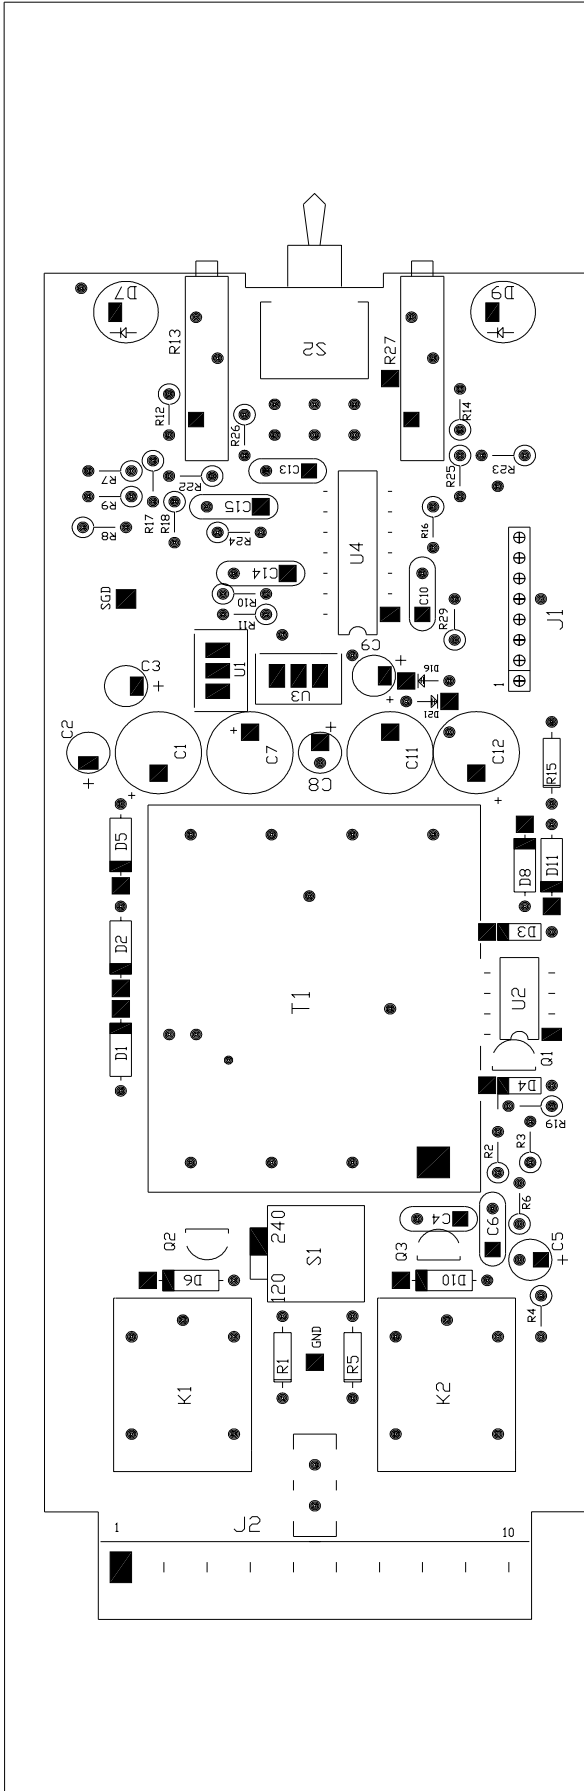 D7
D9
R13
S2
R27
R12
R26
R14
R7
R22
C13
R25
R23
R9
R17
R18
C15
R16
R8
R24
U4
C14
SGD
R10
C10
J1
R11
R29
U1
C9
C3
D16
U3
1
D21
C2
C1
C7
C8
C11
C12
R15
D5
D8
D11
D2
D3
T1
U2
D1
Q1
D4
R19
R2
R3
R6
Q2
240
C4
C6
Q3
S1
C5
120
D6
D10
R4
GND
R1
R5
K1
K2
J2
1
10